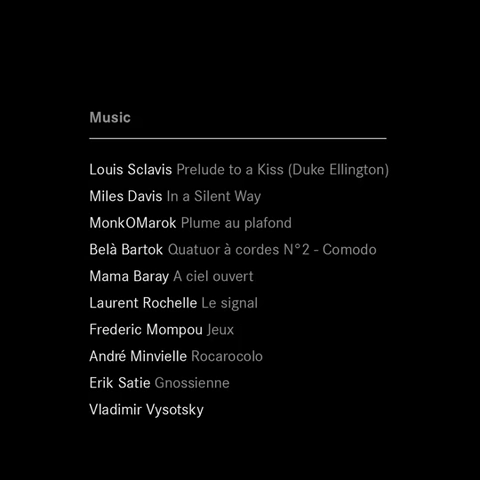 Music
Louis Sclavis Prelude to a Kiss (Duke Ellington)
Miles Davis In a Silent Way
MonkOMarok Plume au plafond
Belà Bartok Quatuor à cordes N°2 - Comodo
Mama Baray A ciel ouvert
Laurent Rochelle Le signal
Frederic Mompou Jeux
André Minvielle Rocarocolo
Erik Satie Gnossienne
Vladimir Vysotsky